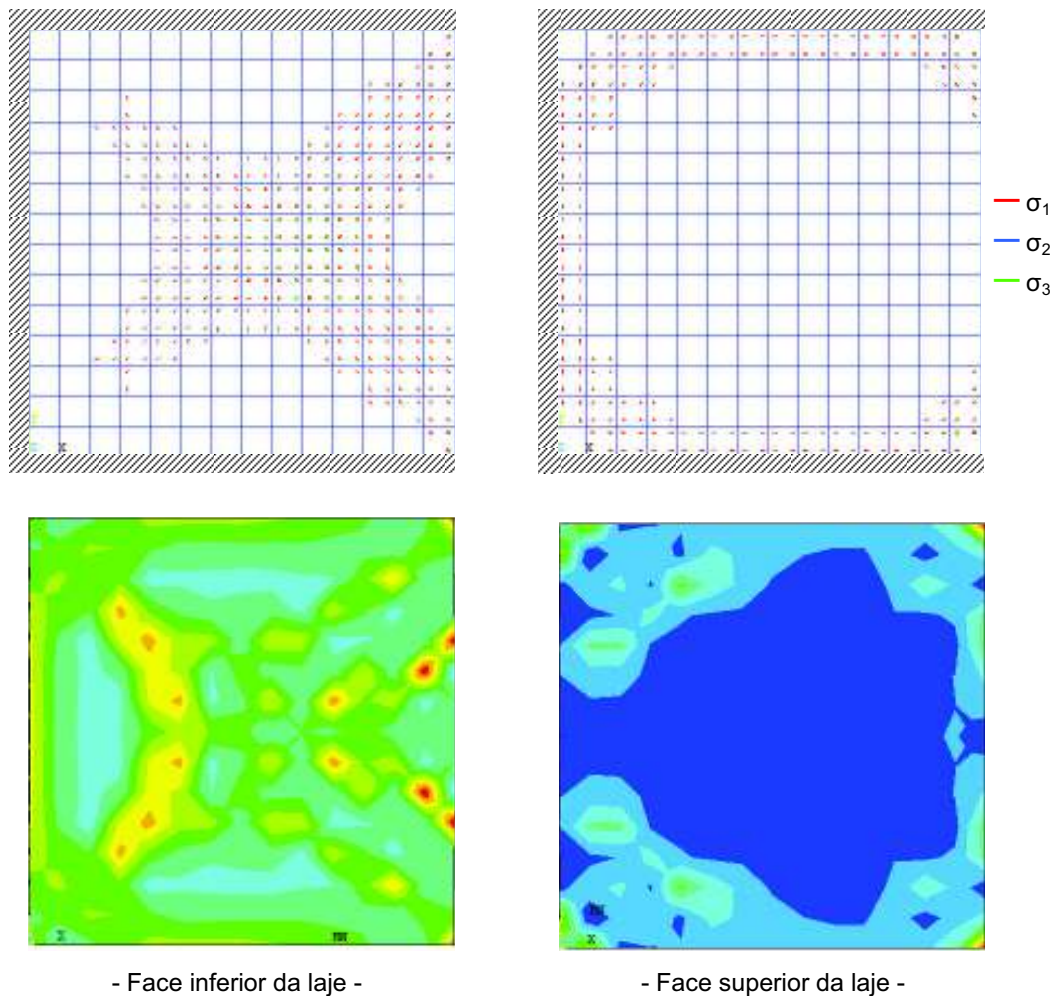 σ1
σ2
σ3
X
X
X
- Face inferior da laje -
- Face superior da laje -